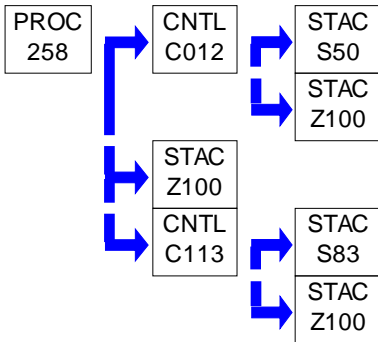 PROC
258
CNTL
C012
STAC
S50
STAC
Z100
STAC
Z100
CNTL
C113
STAC
S83
STAC
Z100